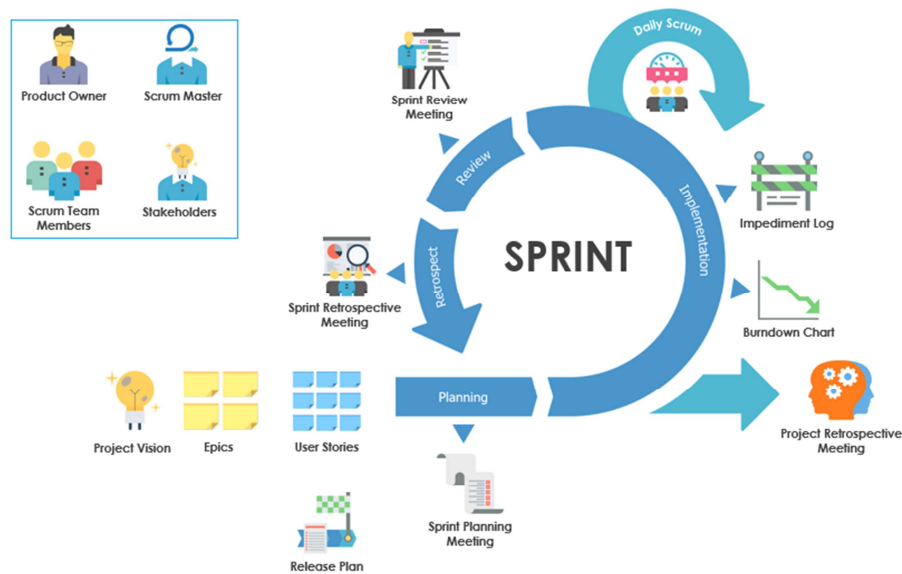 Product Owner
Scrum Master
Scrum Team
Members
Stakeholders
Sprint Review
Meeting
Daily Scrum
Review
Implementation
Impediment Log
SPRINT
Retrospect
Sprint Retrospective
Meeting
Burndown Chart
Planning
Project Vision
Epics
User Stories
Project Retrospective
Meeting
Sprint Planning
Meeting
Release Plan